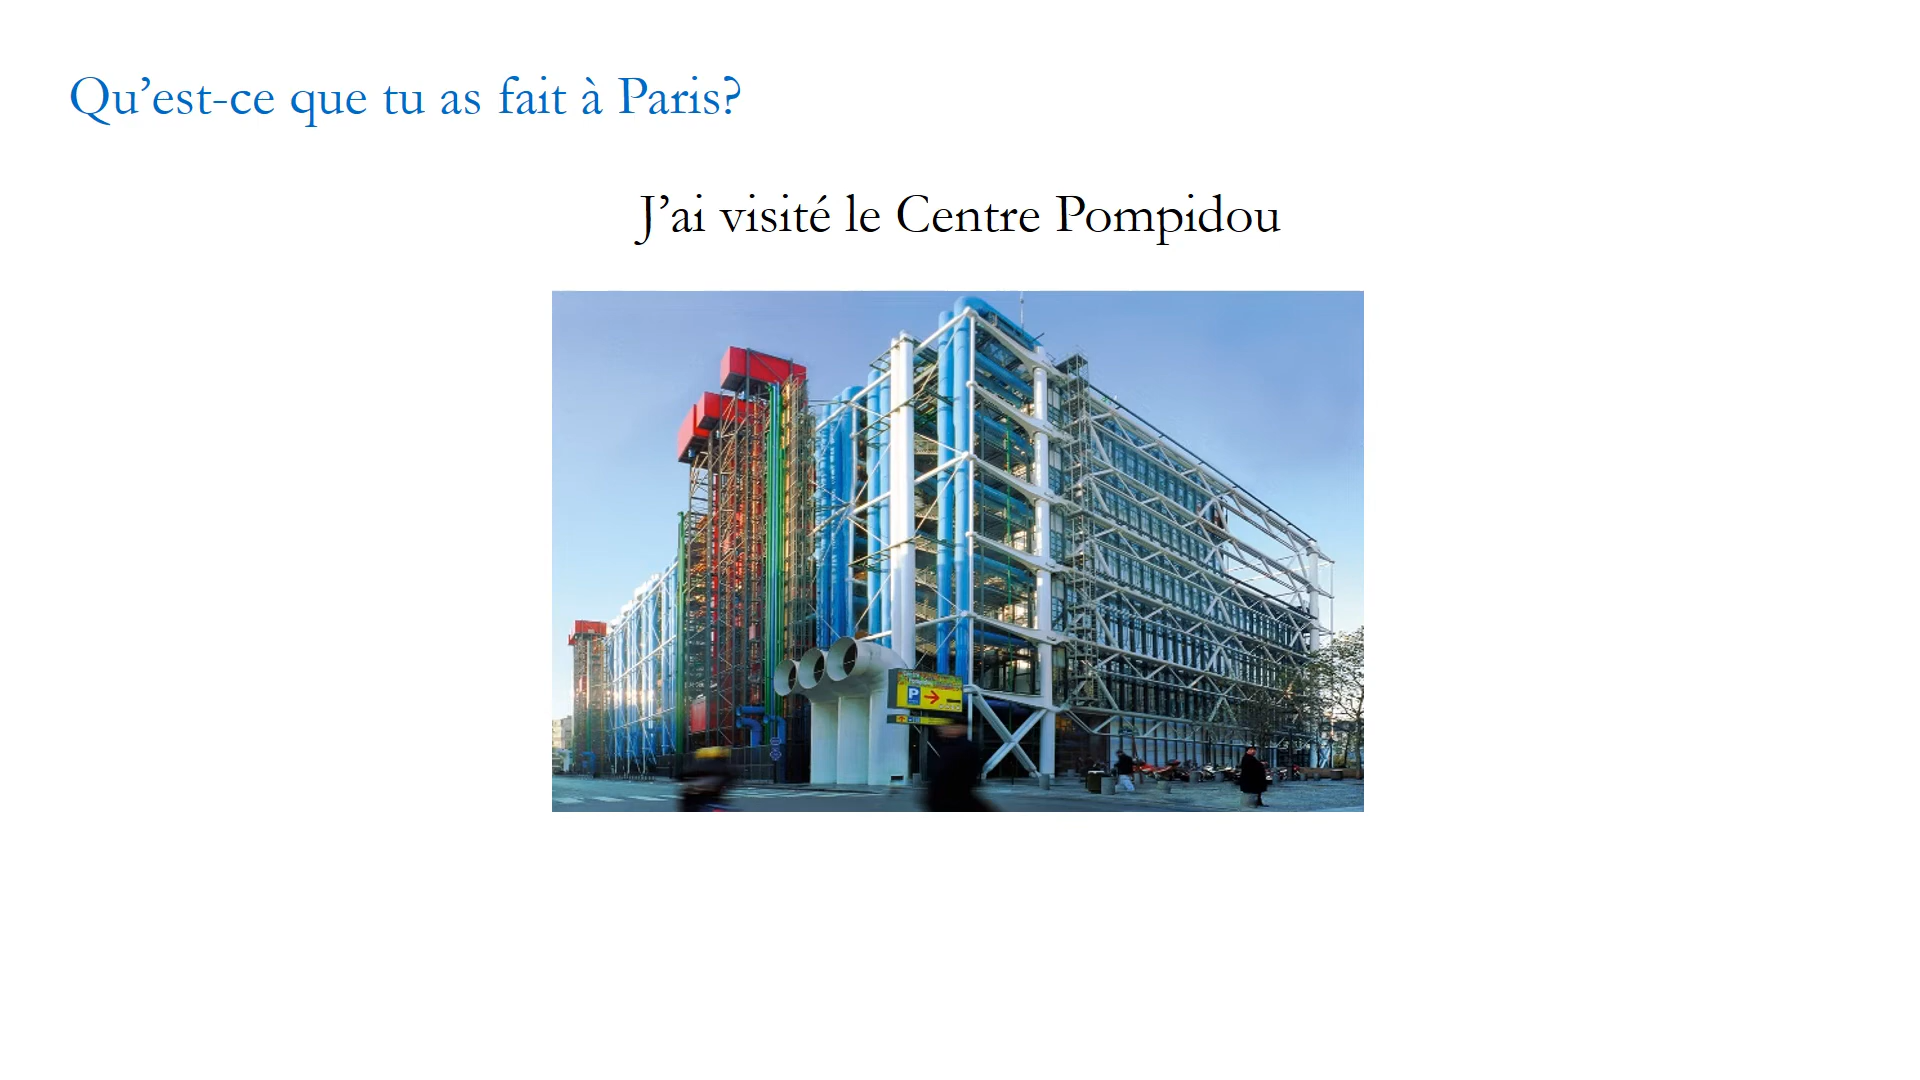 Qu’est-ce que tu as fait à Paris?
J’ai visité le Centre Pompidou
P